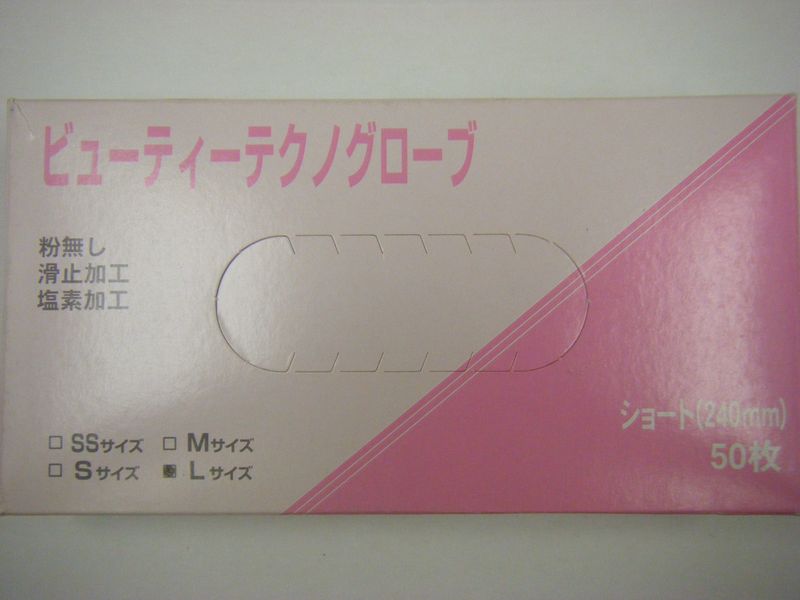 ビューティーテクノグローブ
粉無し
滑止加工
塩素加工
□ SSサイズ □ Mサイズ
□ Sサイズ ■ Lサイズ
ショート(240mm)
50枚